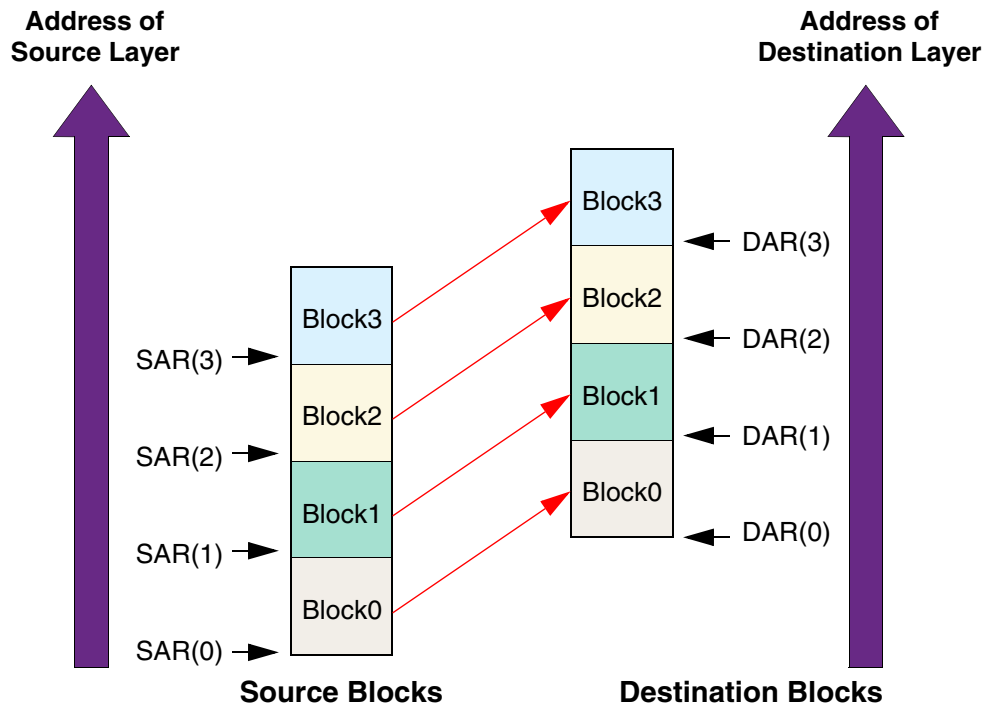 Address of
Source Layer
Address of
Destination Layer
Block3
Block2
Block1
Block0
DAR(3)
DAR(2)
DAR(1)
DAR(0)
Block3
Block2
Block1
Block0
SAR(3)
SAR(2)
SAR(1)
SAR(0)
Source Blocks
Destination Blocks